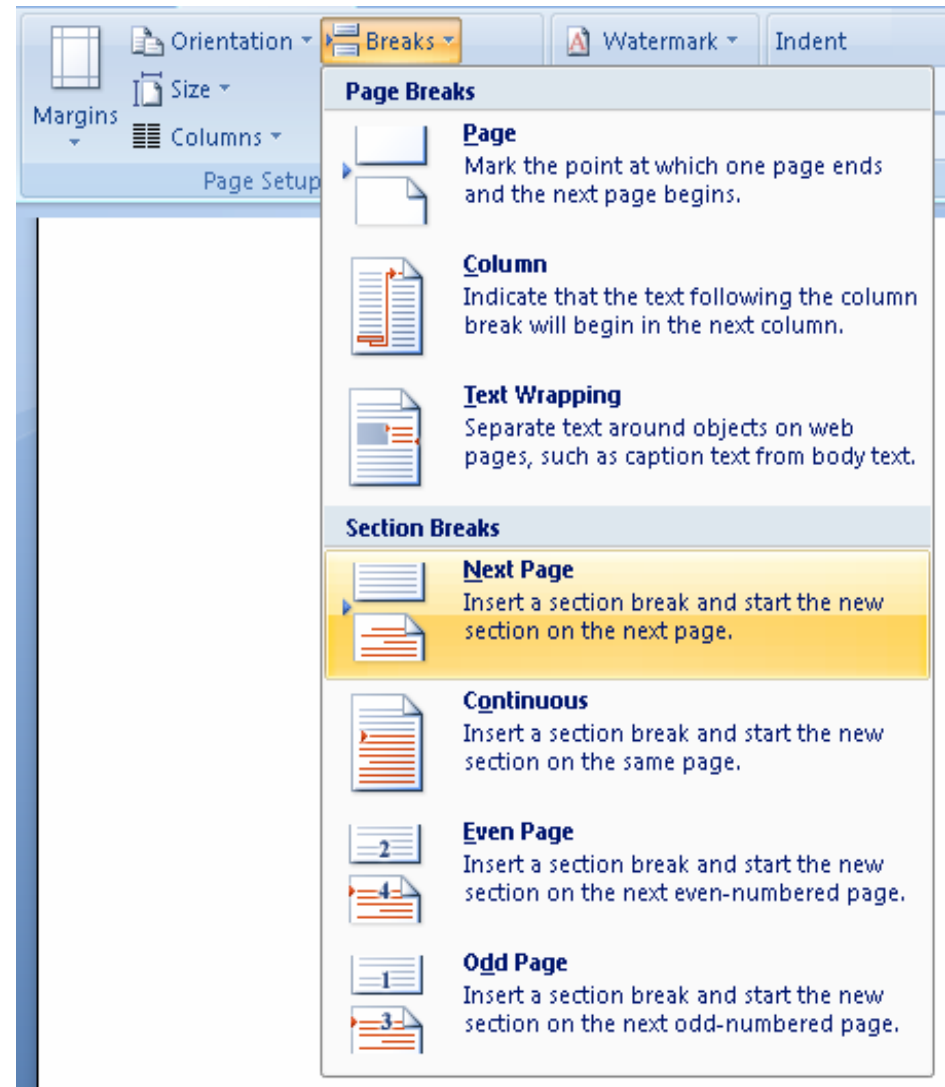 Orientation
Breaks
Watermark
Indent
Size
Margins
Columns
Page Setup
Page Breaks
Page
Mark the point at which one page ends
and the next page begins.
Column
Indicate that the text following the column
break will begin in the next column.
Text Wrapping
Separate text around objects on web
pages, such as caption text from body text.
Section Breaks
Next Page
Insert a section break and start the new
section on the next page.
Continuous
Insert a section break and start the new
section on the same page.
2
4
Even Page
Insert a section break and start the new
section on the next even-numbered page.
1
3
Odd Page
Insert a section break and start the new
section on the next odd-numbered page.